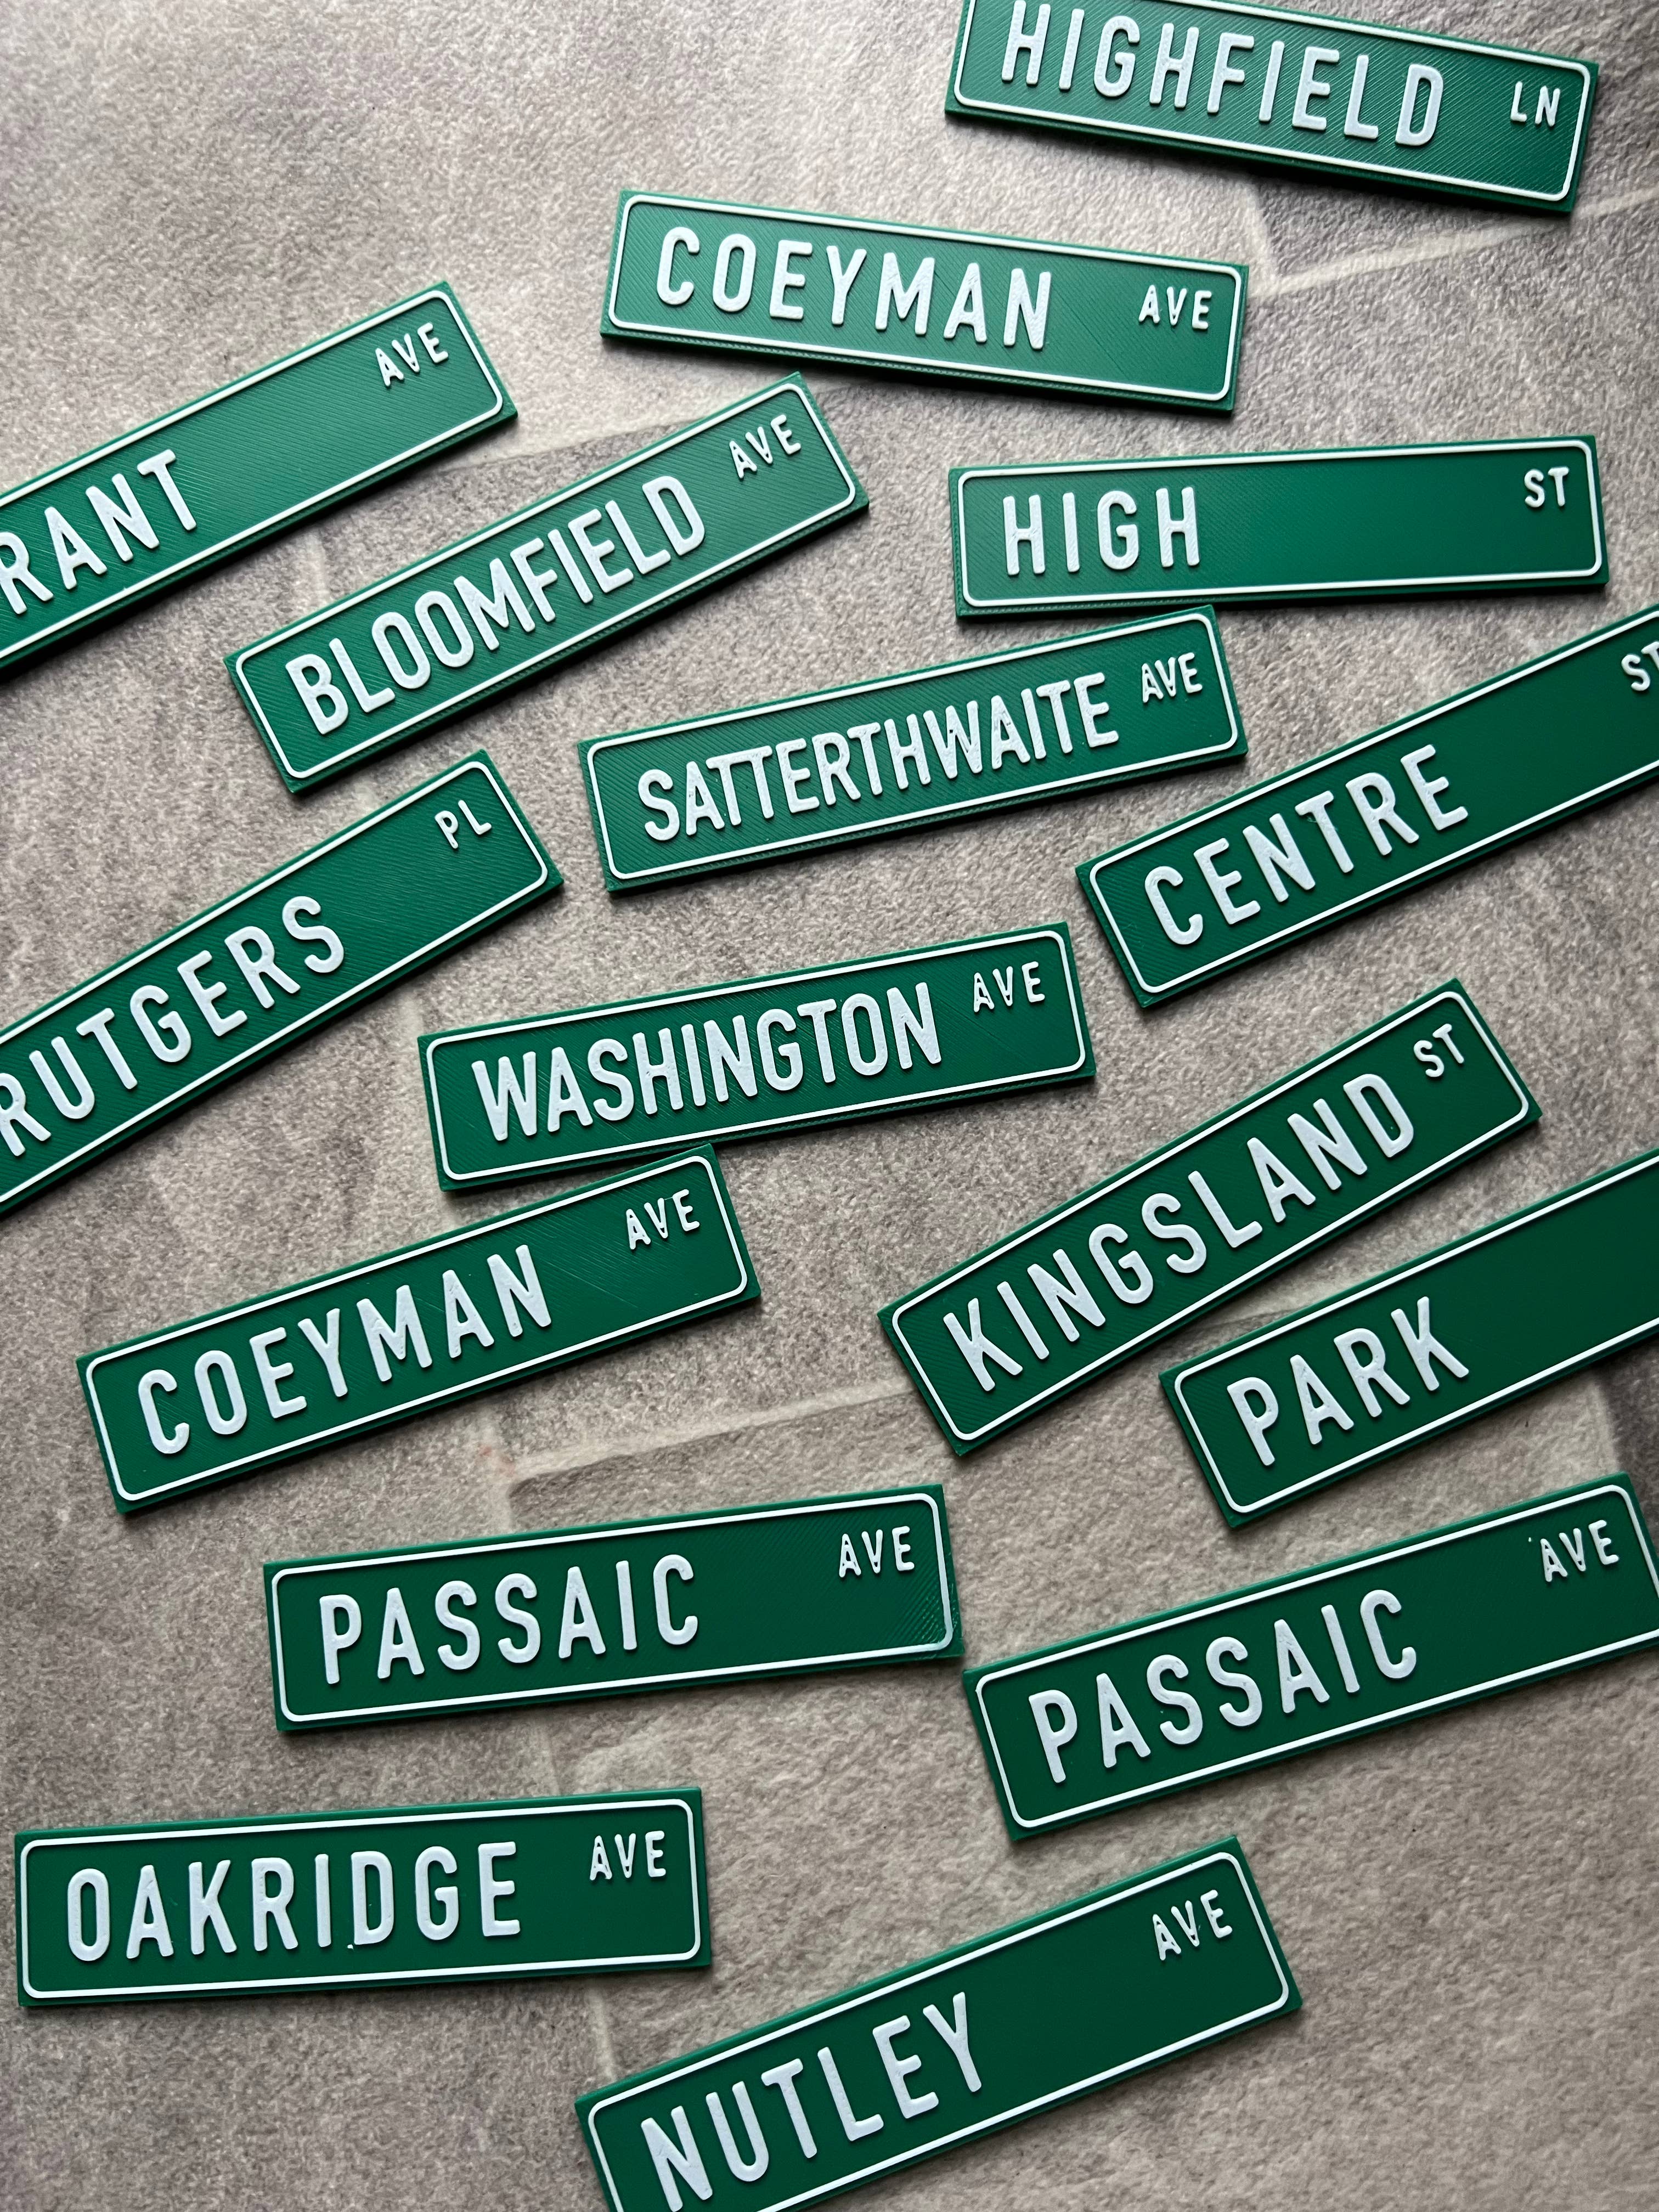 HIGHFIELD LN
COEYMAN AVE
RANT AVE
BLOOMFIELD AVE
HIGH ST
SATTERTHWAITE AVE
CENTRE ST
RUTGERS PL
WASHINGTON AVE
KINGSLAND ST
COEYMAN AVE
PARK
PASSAIC AVE
PASSAIC AVE
OAKRIDGE AVE
NUTLEY AVE